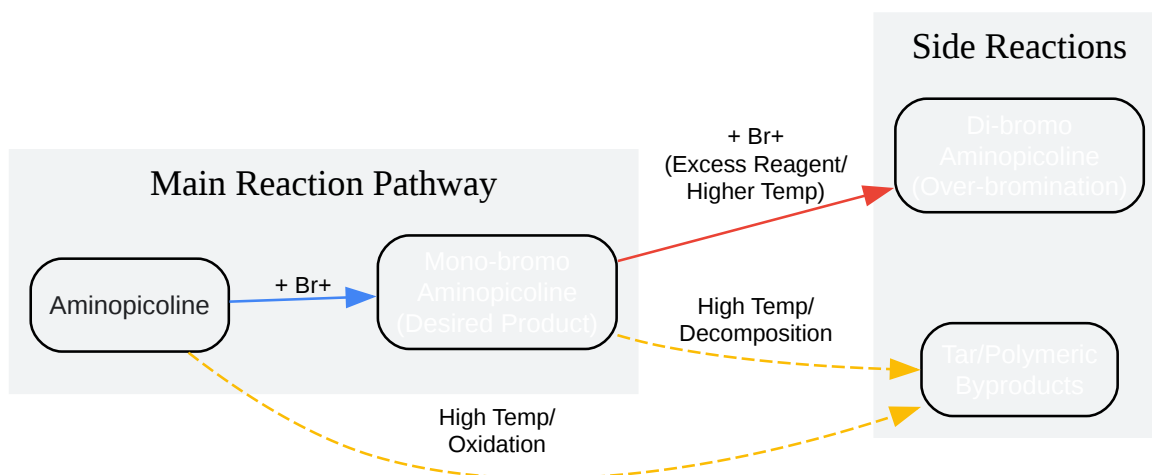 Side Reactions
Di-bromo
Aminopicoline
(Over-bromination)
+ Br+
(Excess Reagent/
Higher Temp)
Main Reaction Pathway
Mono-bromo
Aminopicoline
(Desired Product)
Aminopicoline
+ Br+
High Temp/
Decomposition
Tar/Polymeric
Byproducts
High Temp/
Oxidation